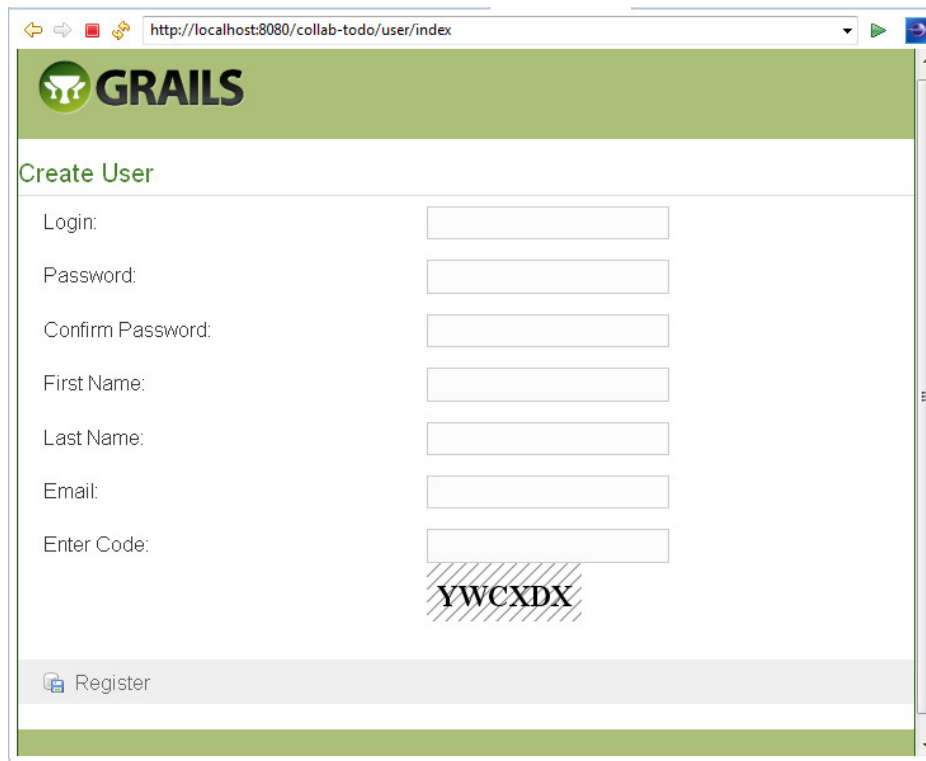 http://localhost:8080/collab-todo/user/index
GRAILS
Create User
Login:
Password:
Confirm Password:
First Name:
Last Name:
Email:
Enter Code:
YWCXDX
Register